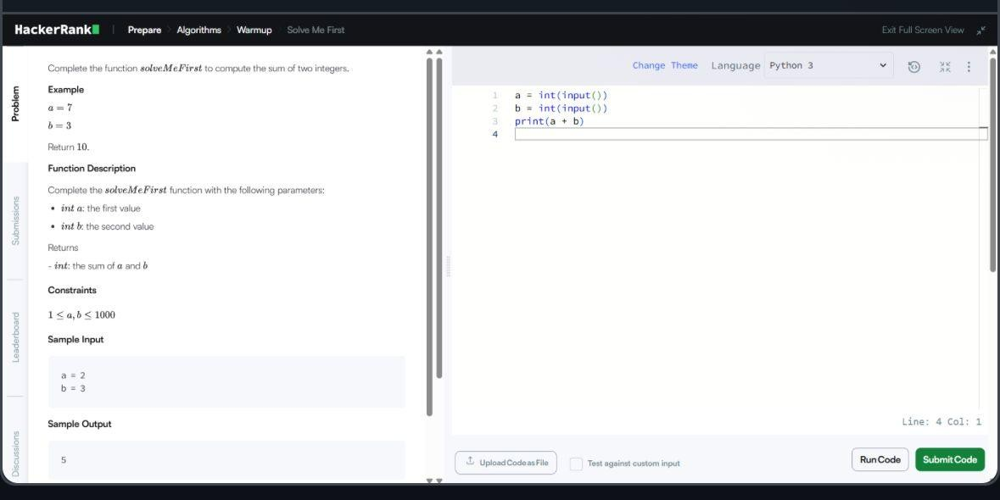 HackerRank | Prepare > Algorithms > Warmup > Solve Me First
Exit Full Screen View
Problem
Submissions
Leaderboard
Discussions
Complete the function solveMeFirst to compute the sum of two integers.
Example
a = 7
b = 3
Return 10.
Function Description
Complete the solveMeFirst function with the following parameters:
• int a: the first value
• int b: the second value
Returns
- int: the sum of a and b
Constraints
1 ≤ a, b ≤ 1000
Sample Input
a = 2
b = 3
Sample Output
5
Change Theme Language Python 3
1 a = int(input())
2 b = int(input())
3 print(a + b)
4
Line: 4 Col: 1
Upload Code as File
Test against custom input
Run Code
Submit Code